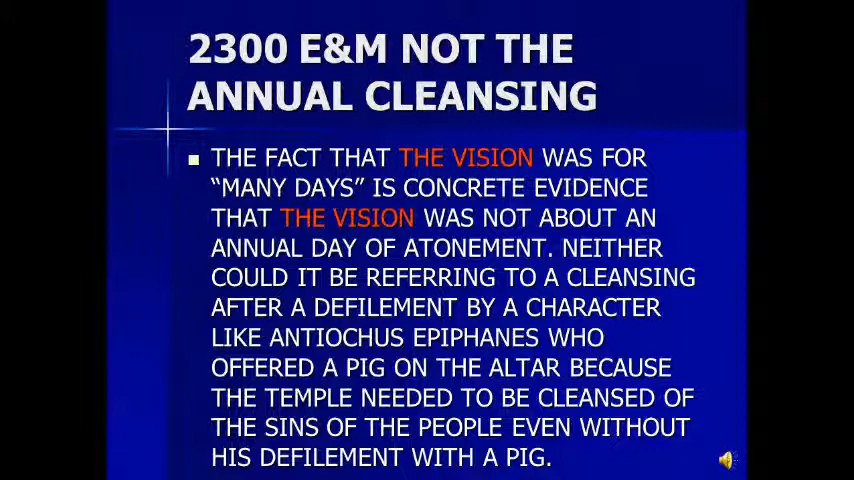 2300 E&M NOT THE
ANNUAL CLEANSING
THE FACT THAT THE VISION WAS FOR
“MANY DAYS” IS CONCRETE EVIDENCE
THAT THE VISION WAS NOT ABOUT AN
ANNUAL DAY OF ATONEMENT. NEITHER
COULD IT BE REFERRING TO A CLEANSING
AFTER A DEFILEMENT BY A CHARACTER
LIKE ANTIOCHUS EPIPHANES WHO
OFFERED A PIG ON THE ALTAR BECAUSE
THE TEMPLE NEEDED TO BE CLEANSED OF
THE SINS OF THE PEOPLE EVEN WITHOUT
HIS DEFILEMENT WITH A PIG.